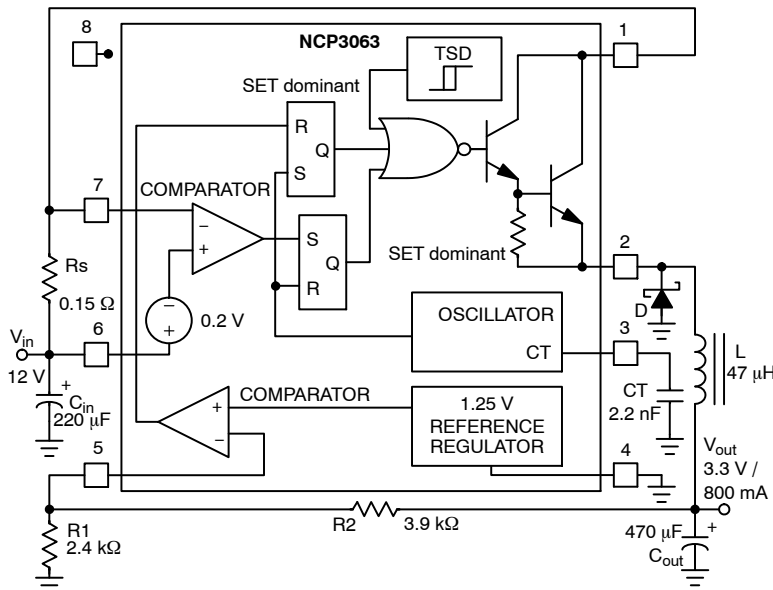 8
NCP3063
1
TSD
SET dominant
R
Q
S
7
COMPARATOR
−
+
S
Q
R
SET dominant
2
Rs
0.15 Ω
−
+
0.2 V
D
OSCILLATOR
CT
3
L
47 μH
Vin
12 V
6
+
Cin
220 μF
CT
2.2 nF
COMPARATOR
+
−
1.25 V
REFERENCE
REGULATOR
5
4
Vout
3.3 V /
800 mA
R1
2.4 kΩ
R2
3.9 kΩ
470 μF
+
Cout